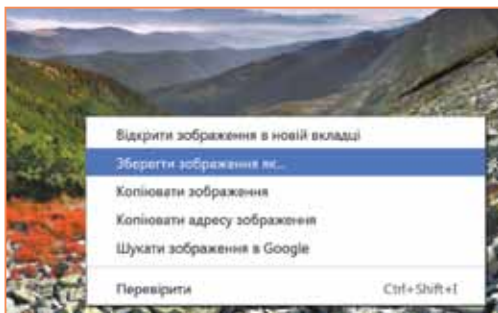 Відкрити зображення в новій вкладці
Зберегти зображення як...
Копіювати зображення
Копіювати адресу зображення
Шукати зображення в Google
Перевірити Ctrl+Shift+I